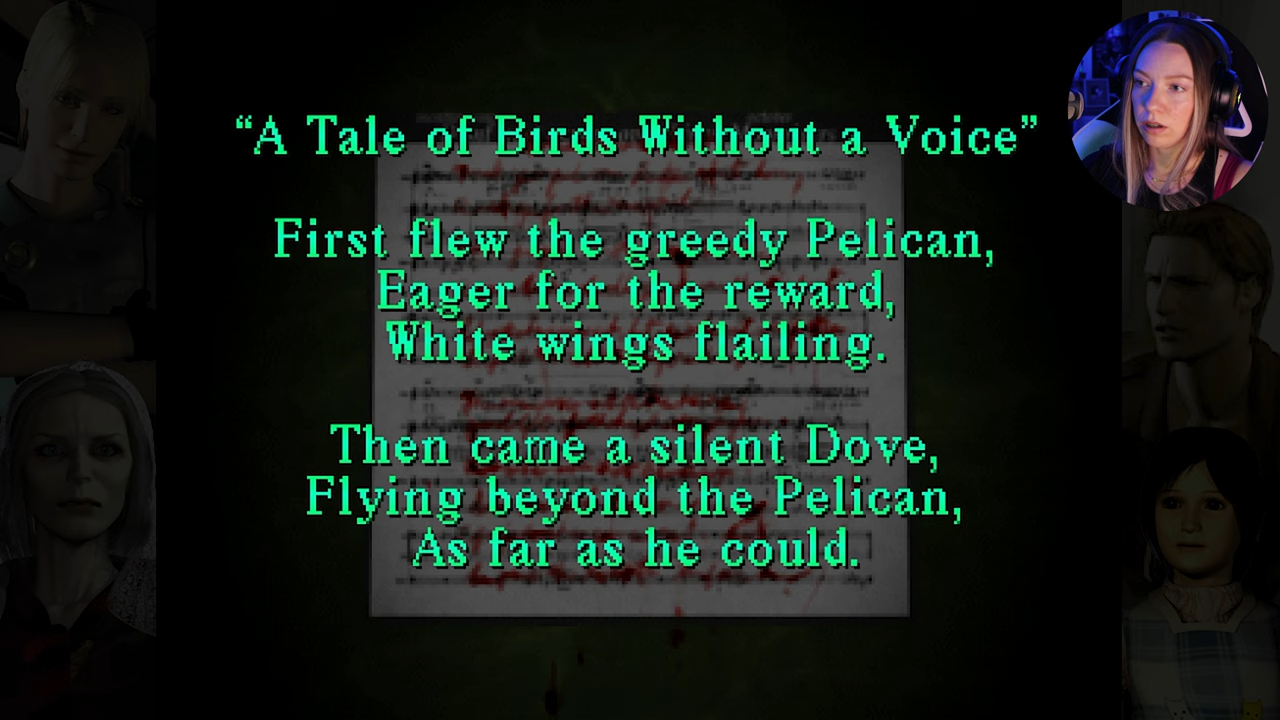 “A Tale of Birds Without a Voice”
First flew the greedy Pelican,
Eager for the reward,
White wings flailing.
Then came a silent Dove,
Flying beyond the Pelican,
As far as he could.